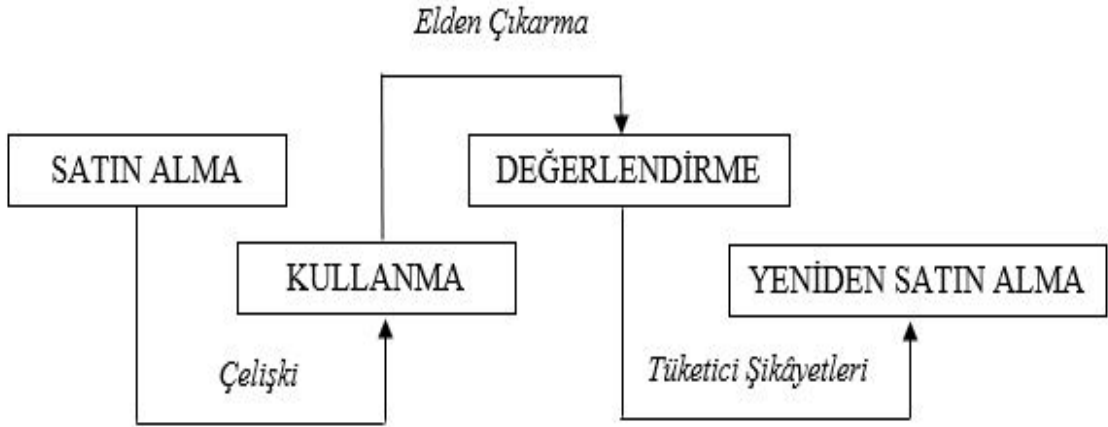 Elden Çıkarma
SATIN ALMA
DEĞERLENDİRME
KULLANMA
YENİDEN SATIN ALMA
Çelişki
Tüketici Şikâyetleri